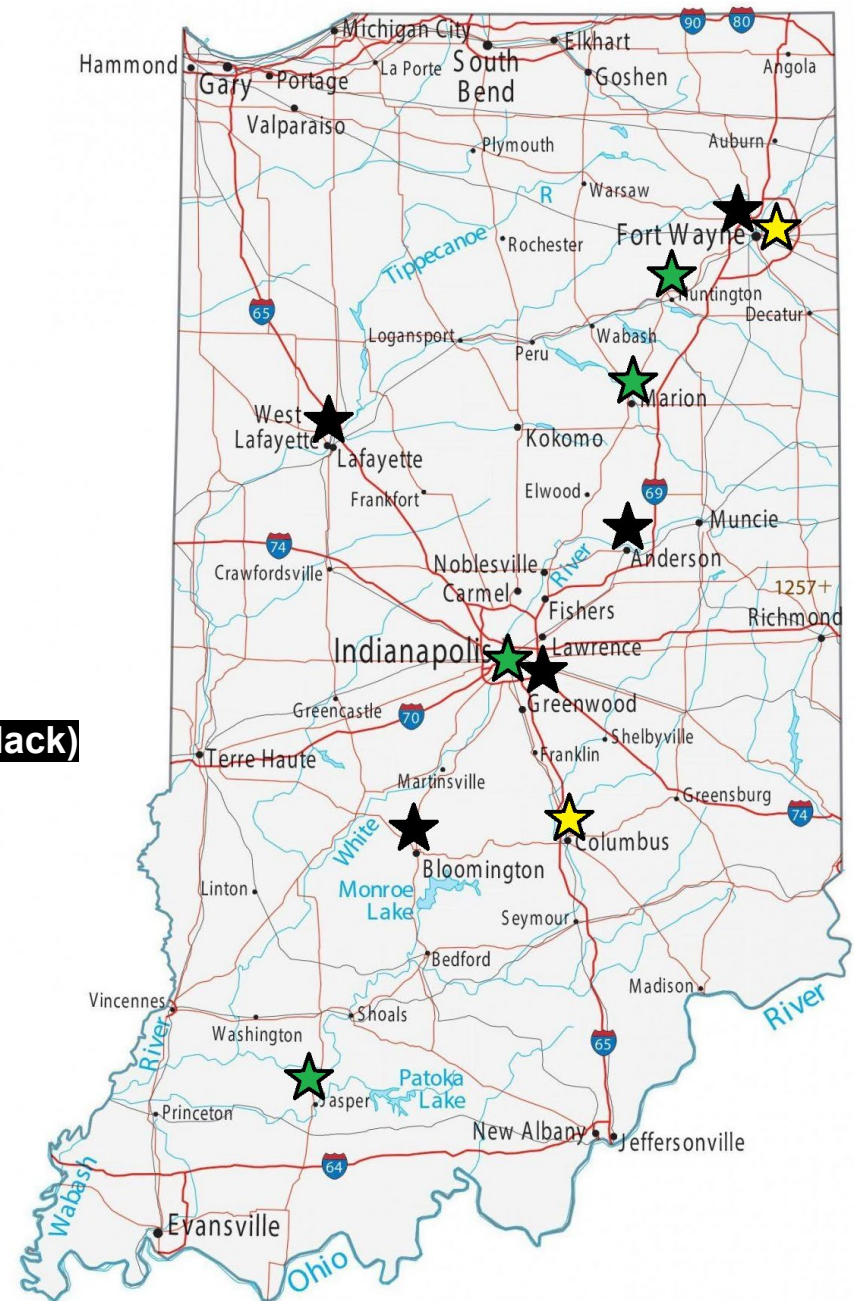 90
80
Michigan City
Elkhart
Hammond
Gary
Portage
La Porte
South
Bend
Goshen
Angola
Valparaiso
Plymouth
Auburn
R
Warsaw
Tippecanoe
Rochester
Fort Wayne
Huntington
65
Logansport
Wabash
Decatur
Peru
Marion
West
Lafayette
Lafayette
Kokomo
Frankfort
Elwood
69
Muncie
74
Noblesville
River
Anderson
Crawfordsville
Carmel
1257+
Fishers
Richmond
Indianapolis
Lawrence
Greencastle
70
Greenwood
lack)
Shelbyville
Terre Haute
Franklin
Martinsville
Greensburg
74
White
Columbus
Bloomington
Linton
Monroe
Lake
Seymour
Bedford
Madison
Vincennes
River
Shoals
Washington
River
65
Patoka
Lake
Jasper
Princeton
New Albany
Jeffersonville
64
Wabash
Evansville
Ohio